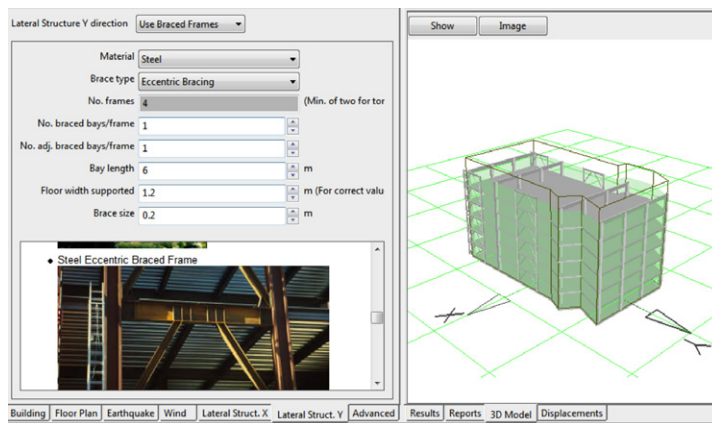 Lateral Structure Y direction Use Braced Frames
Show Image
Material Steel
Brace type Eccentric Bracing
No. frames 4 (Min. of two for tor
No. braced bays/frame 1
No. adj. braced bays/frame 1
Bay length 6 m
Floor width supported 1.2 m (For correct valu
Brace size 0.2 m
Steel Eccentric Braced Frame
X
Y
Building Floor Plan Earthquake Wind Lateral Struct. X Lateral Struct. Y Advanced
Results Reports 3D Model Displacements